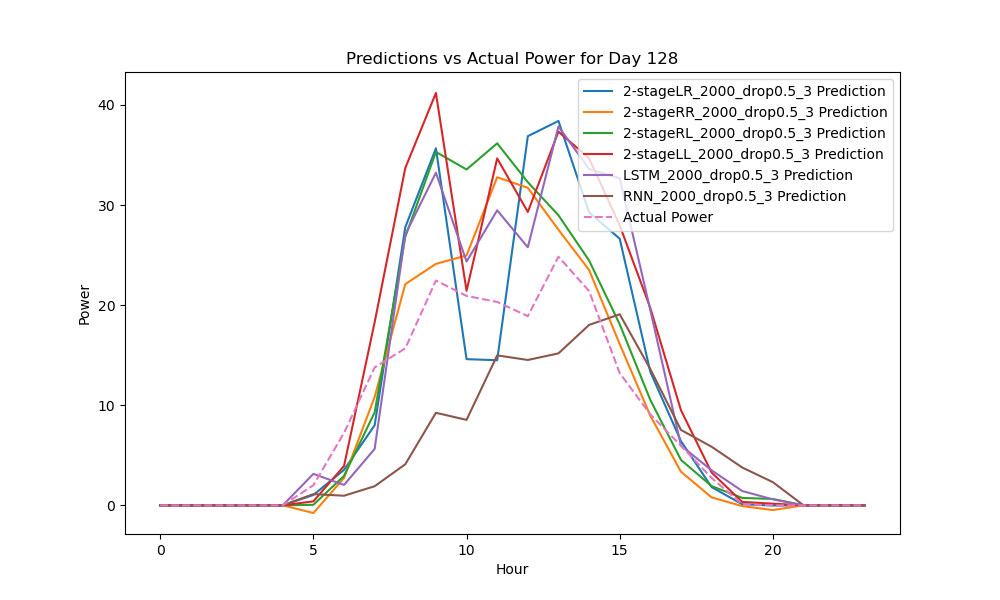 Predictions vs Actual Power for Day 128
2-stageLR_2000_drop0.5_3 Prediction
2-stageRR_2000_drop0.5_3 Prediction
2-stageRL_2000_drop0.5_3 Prediction
2-stageLL_2000_drop0.5_3 Prediction
LSTM_2000_drop0.5_3 Prediction
RNN_2000_drop0.5_3 Prediction
Actual Power
Power
40
30
20
10
0
0 5 10 15 20
Hour